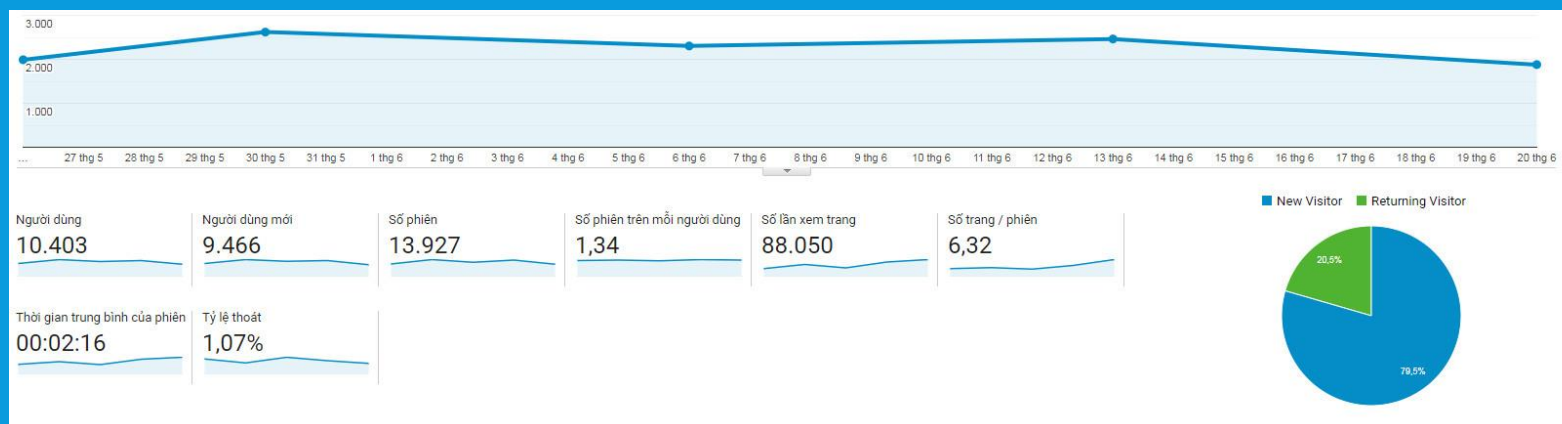 3.000
2.000
1.000
... 27 thg 5 28 thg 5 29 thg 5 30 thg 5 31 thg 5 1 thg 6 2 thg 6 3 thg 6 4 thg 6 5 thg 6 6 thg 6 7 thg 6 8 thg 6 9 thg 6 10 thg 6 11 thg 6 12 thg 6 13 thg 6 14 thg 6 15 thg 6 16 thg 6 17 thg 6 18 thg 6 19 thg 6 20 thg 6
New Visitor Returning Visitor
Người dùng Người dùng mới Số phiên Số phiên trên mỗi người dùng Số lần xem trang Số trang / phiên
10.403 9.466 13.927 1,34 88.050 6,32
20,5%
Thời gian trung bình của phiên Tỷ lệ thoát
00:02:16 1,07%
79,5%